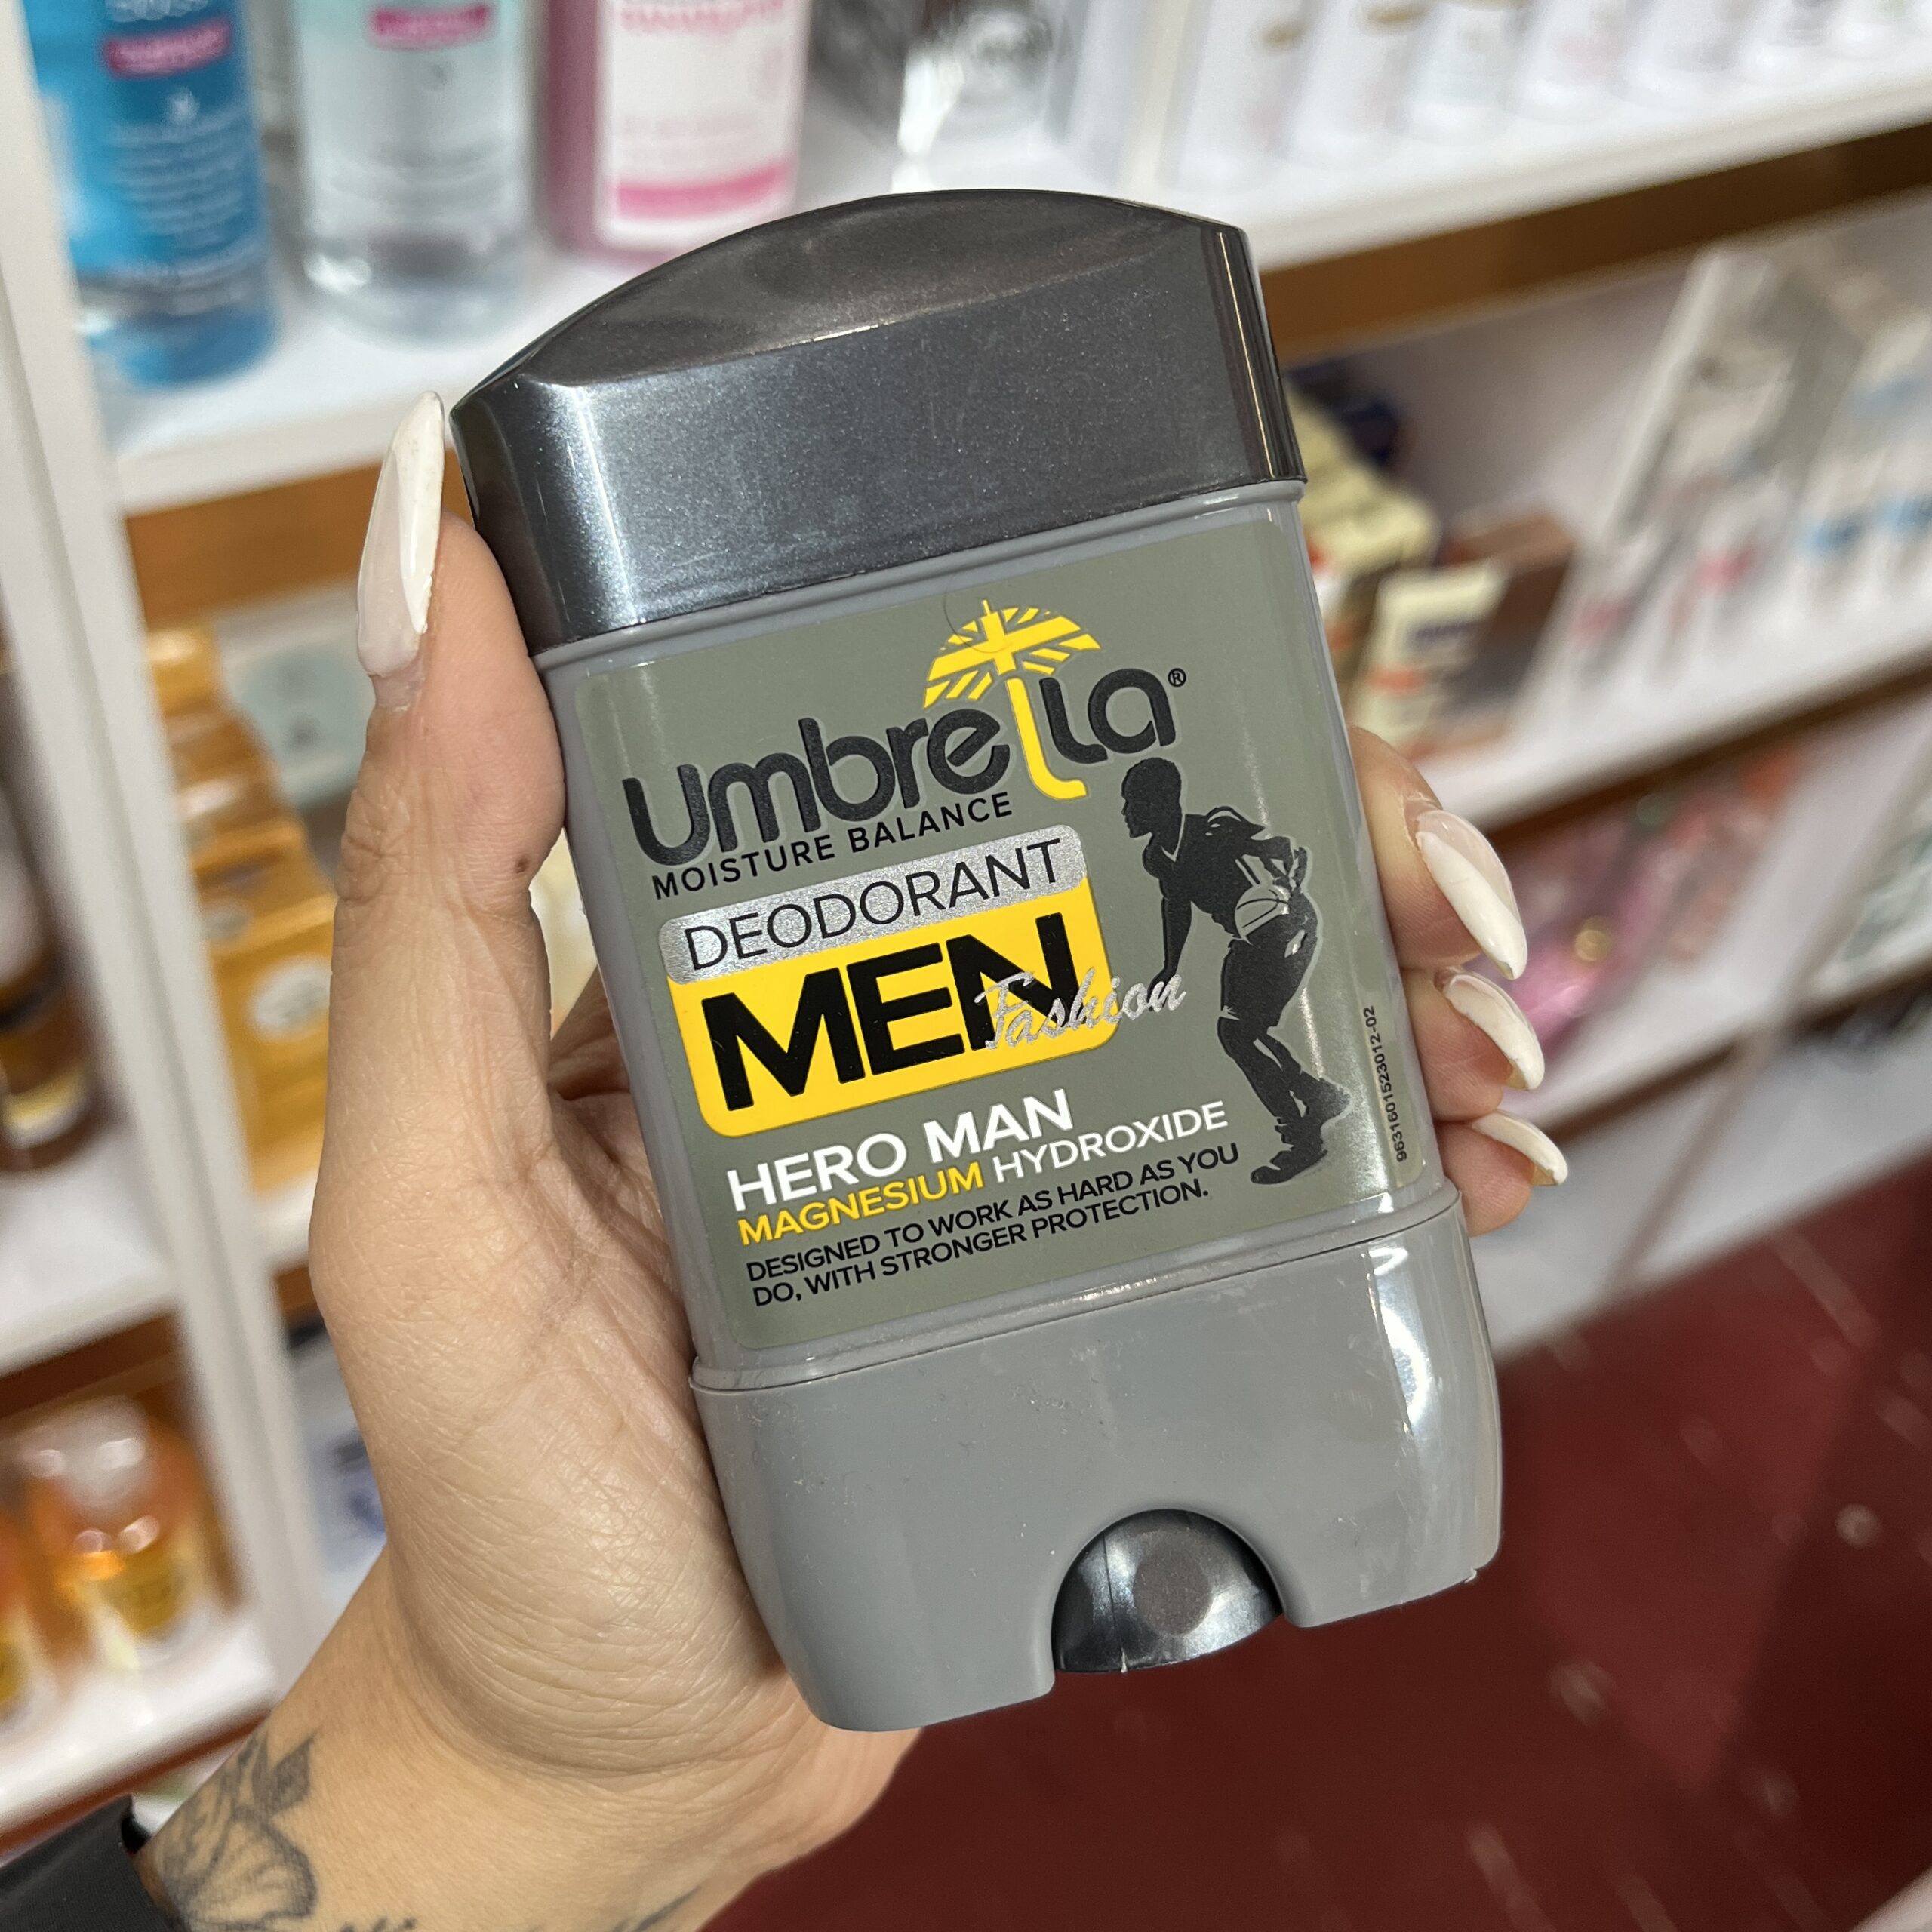 umbrella®
MOISTURE BALANCE
DEODORANT
MEN
Fashion
HERO MAN
MAGNESIUM HYDROXIDE
DESIGNED TO WORK AS HARD AS YOU
DO, WITH STRONGER PROTECTION.
9631601523012-02